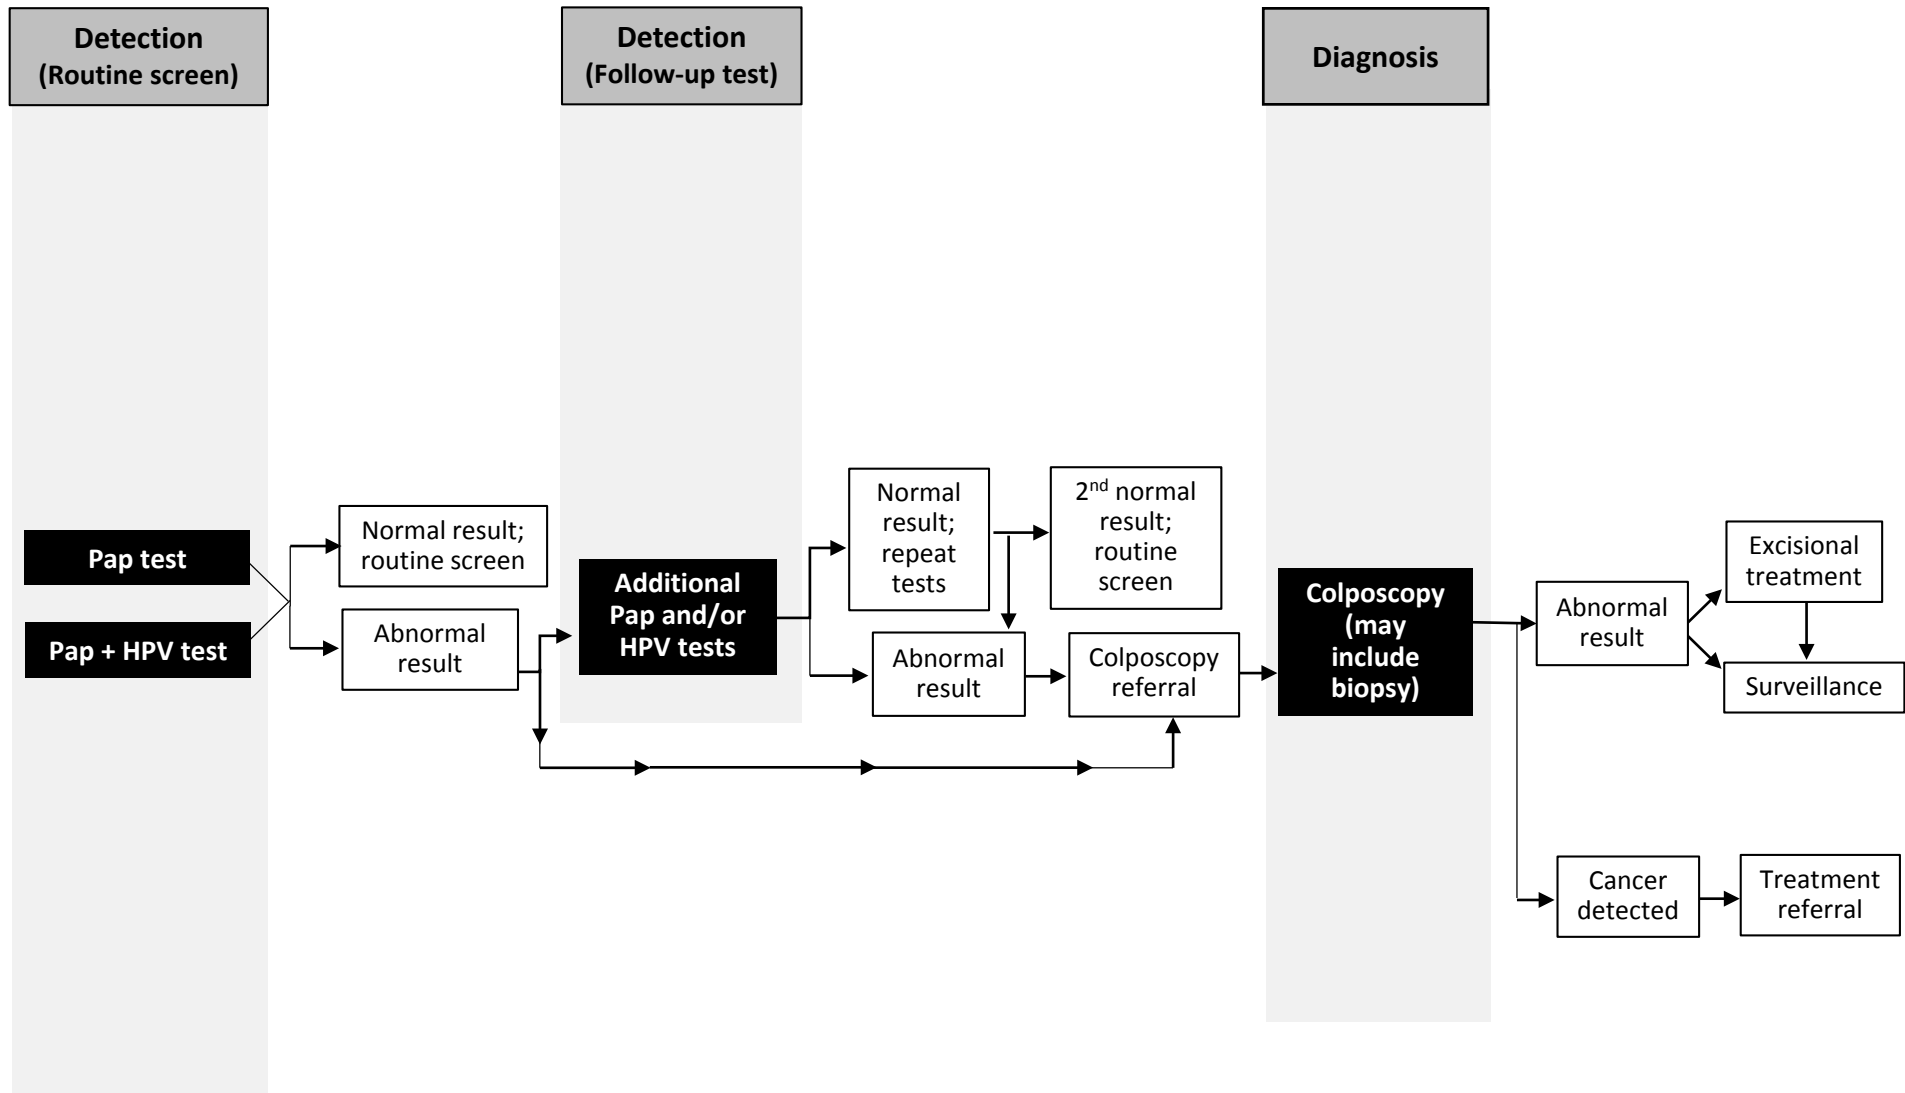 Detection
(Routine screen)
Detection
(Follow-up test)
Diagnosis
Pap test
Pap + HPV test
Normal result;
routine screen
Abnormal
result
Additional
Pap and/or
HPV tests
Normal
result;
repeat
tests
2nd normal
result;
routine
screen
Abnormal
result
Colposcopy
referral
Colposcopy
(may
include
biopsy)
Abnormal
result
Excisional
treatment
Surveillance
Cancer
detected
Treatment
referral